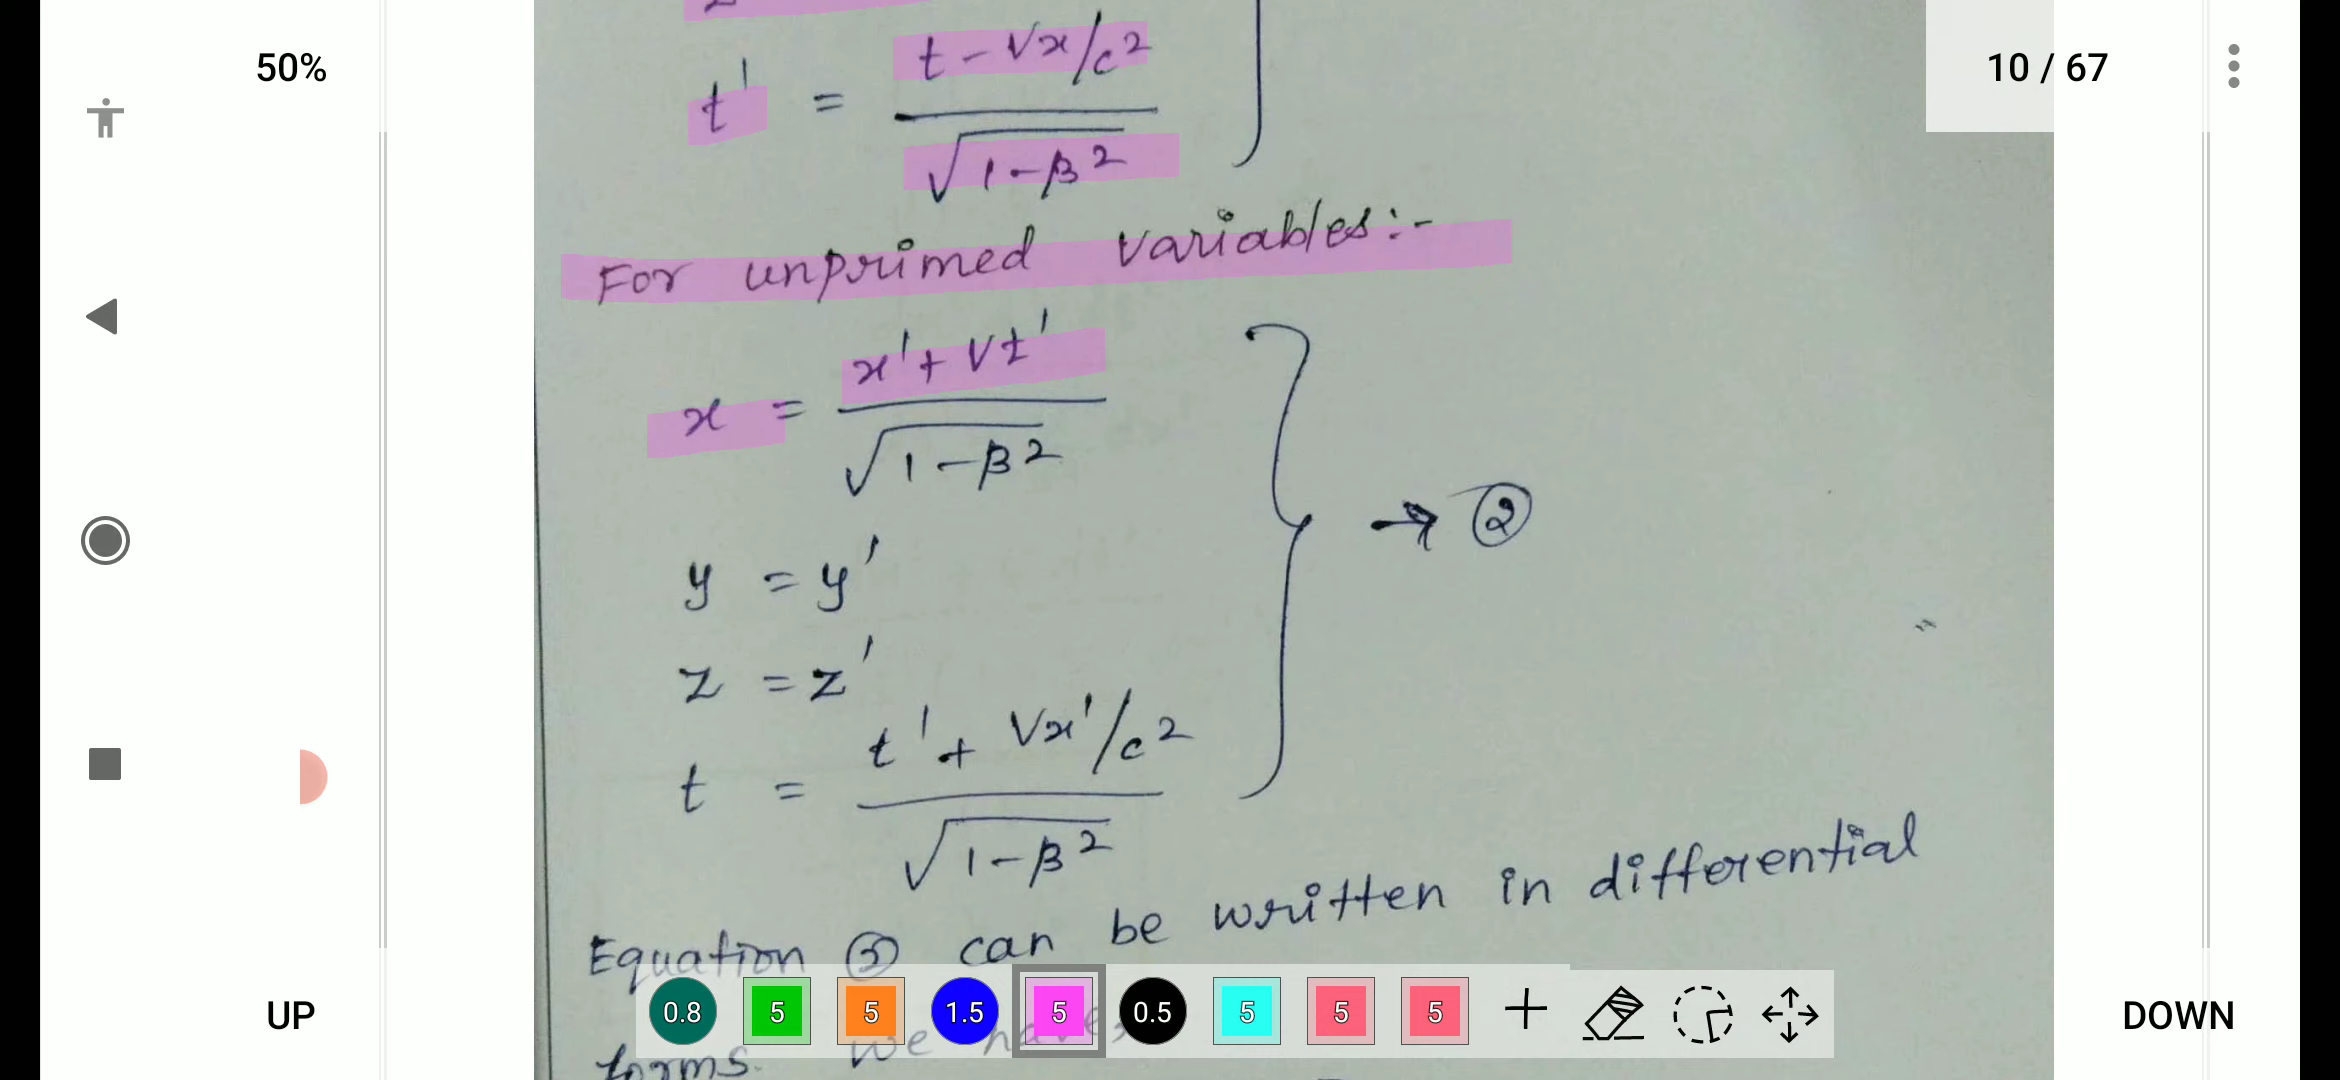 50%
10 / 67
t' = t - Vx/c²
√1-β²
For unprimed variables:-
x = x' + Vt'
√1-β²
→ ②
y = y'
z = z'
t = t' + Vx'/c²
√1-β²
Equation can be written in differential
forms. We have
UP
0.8 5 5 1.5 5 0.5 5 5 5
DOWN